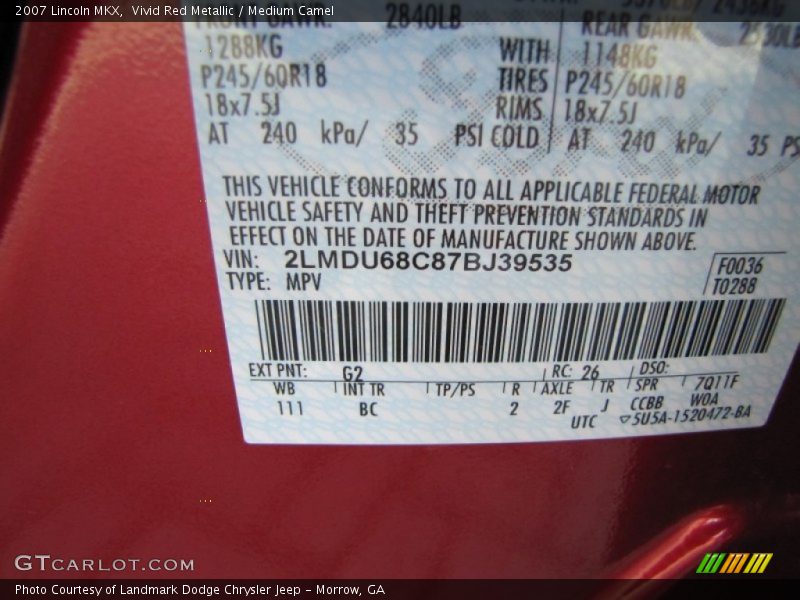 2007 Lincoln MKX, Vivid Red Metallic / Medium Camel
FRONT GAWR: 2840LB REAR GAWR:
1288KG WITH 1148KG
P245/60R18 TIRES P245/60R18
18x7.5J RIMS 18x7.5J
AT 240 kPa/ 35 PSI COLD AT 240 kPa/ 35 PS
THIS VEHICLE CONFORMS TO ALL APPLICABLE FEDERAL MOTOR
VEHICLE SAFETY AND THEFT PREVENTION STANDARDS IN
EFFECT ON THE DATE OF MANUFACTURE SHOWN ABOVE.
VIN: 2LMDU68C87BJ39535 F0036
TYPE: MPV T0288
EXT PNT: G2 RC: 26 DSO:
WB INT TR TP/PS R AXLE TR SPR 7Q11F
111 BC 2 2F J CCBB WOA
UTC ▽5U5A-1520472-BA
GTCARLOT.COM
Photo Courtesy of Landmark Dodge Chrysler Jeep - Morrow, GA